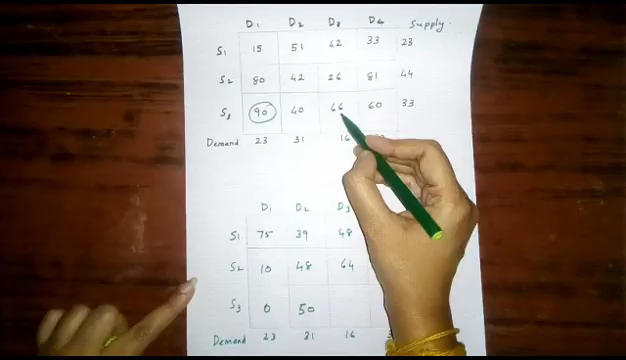 D1 D2 D3 D4 Supply.
S1 15 51 42 33 23
S2 80 42 26 81 44
S3 90 40 66 60 33
Demand 23 31 16
D1 D2 D3
S1 75 39 48
S2 10 48 64
S3 0 50
Demand 23 31 16